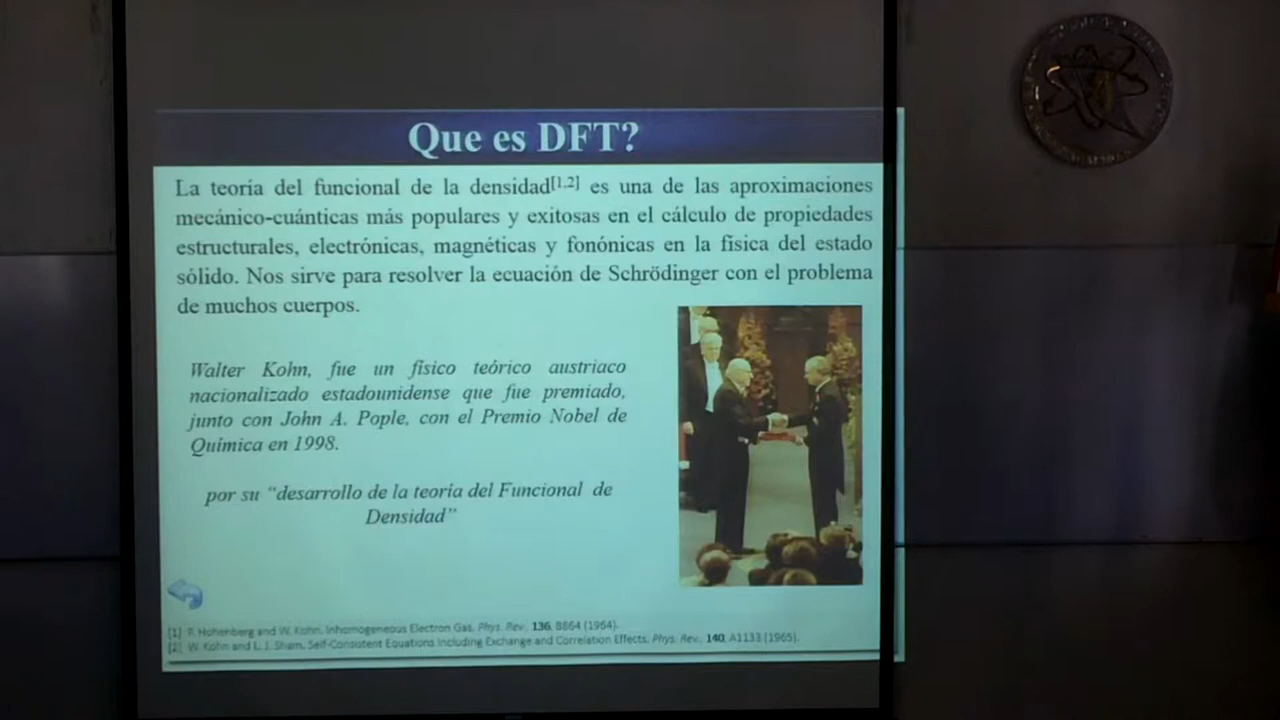 Que es DFT?
La teoría del funcional de la densidad[1,2] es una de las aproximaciones
mecánico-cuánticas más populares y exitosas en el cálculo de propiedades
estructurales, electrónicas, magnéticas y fonónicas en la física del estado
sólido. Nos sirve para resolver la ecuación de Schrödinger con el problema
de muchos cuerpos.
Walter Kohn, fue un físico teórico austriaco
nacionalizado estadounidense que fue premiado,
junto con John A. Pople, con el Premio Nobel de
Química en 1998.
por su “desarrollo de la teoría del Funcional de
Densidad”
[1] P. Hohenberg and W. Kohn, Inhomogeneous Electron Gas, Phys. Rev. 136, B864 (1964).
[2] W. Kohn and L. J. Sham, Self-Consistent Equations Including Exchange and Correlation Effects, Phys. Rev. 140, A1133 (1965).